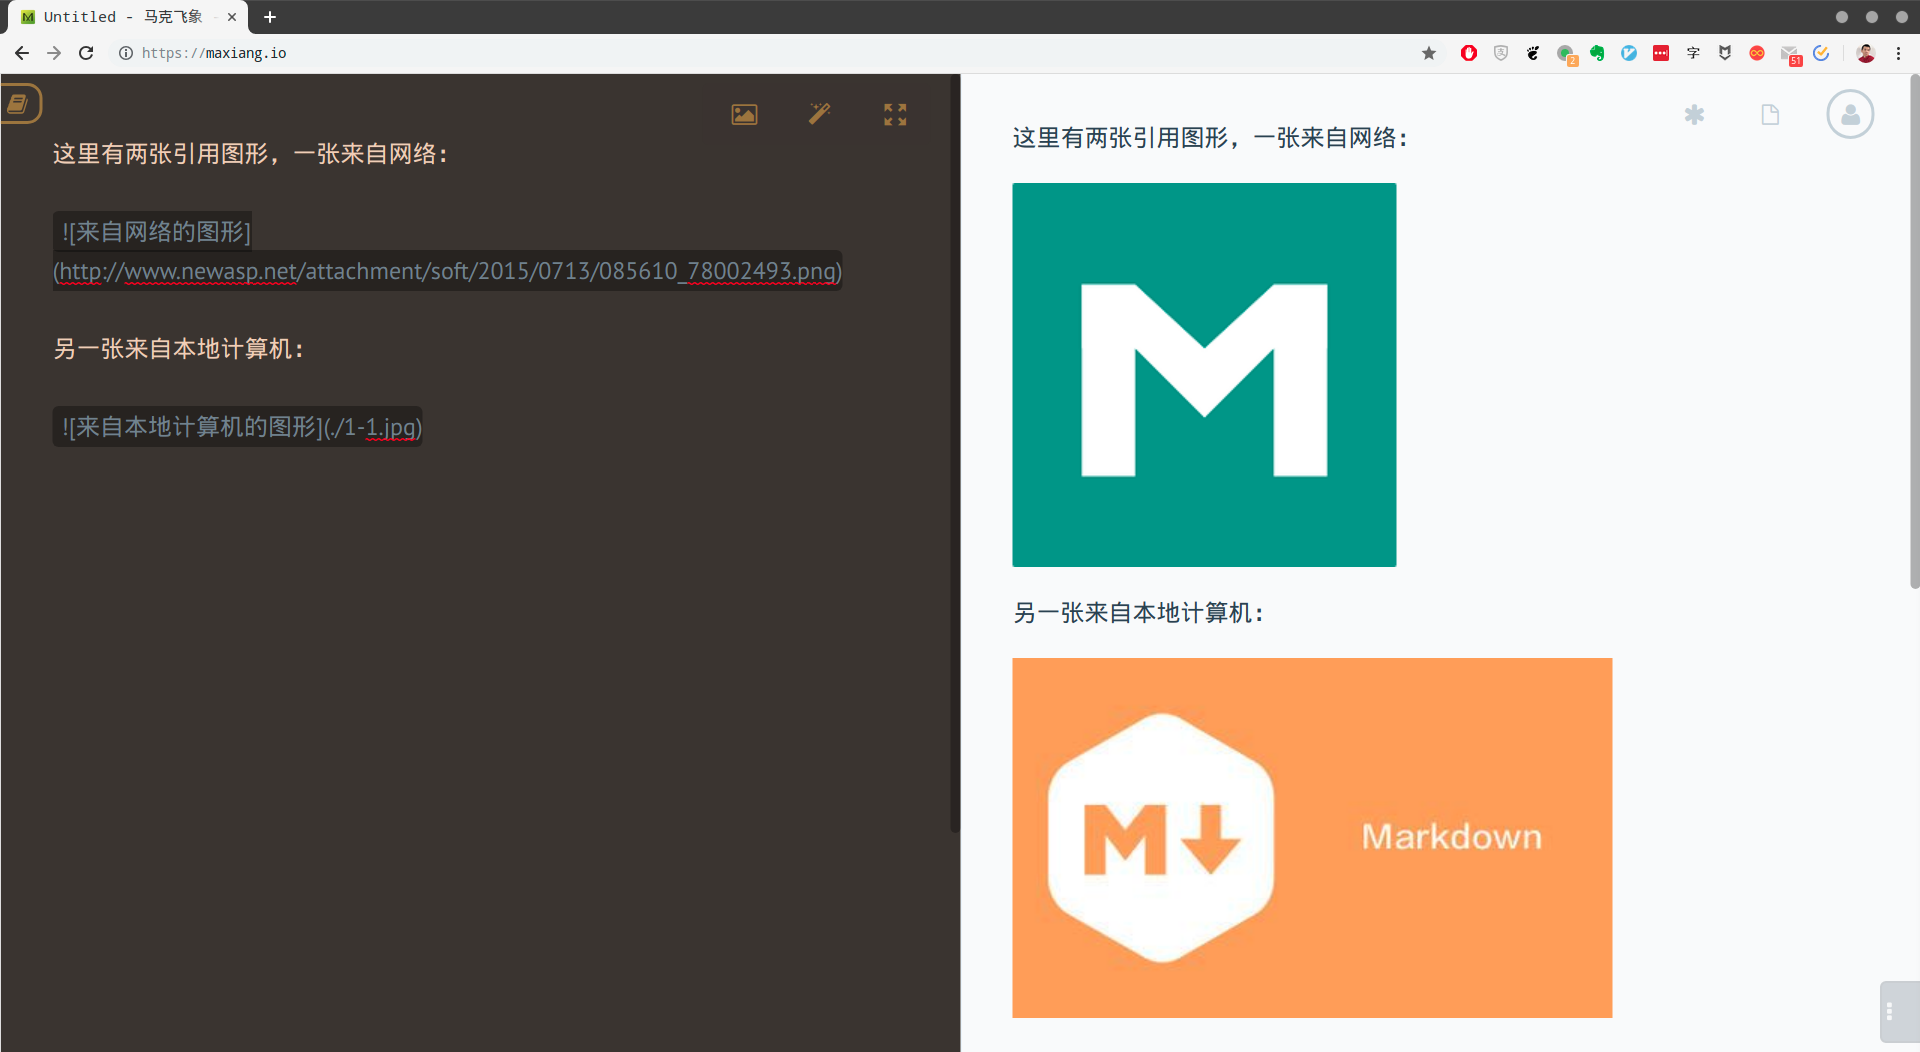 Untitled - 马克飞象 -
https://maxiang.io
2
字
51
这里有两张引用图形，一张来自网络：
![来自网络的图形]
(http://www.newasp.net/attachment/soft/2015/0713/085610_78002493.png)
另一张来自本地计算机：
![来自本地计算机的图形](./1-1.jpg)
这里有两张引用图形，一张来自网络：
M
另一张来自本地计算机：
M
Markdown